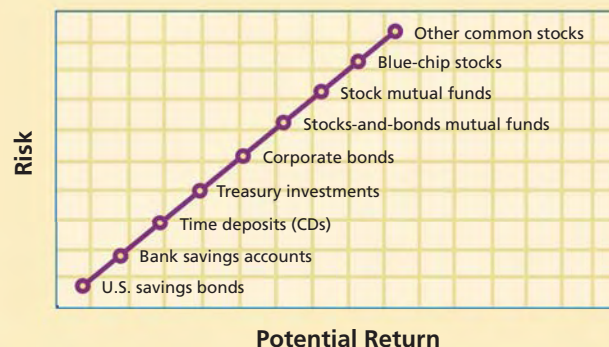 Other common stocks
Blue-chip stocks
Stock mutual funds
Stocks-and-bonds mutual funds
Corporate bonds
Treasury investments
Time deposits (CDs)
Bank savings accounts
U.S. savings bonds
Risk
Potential Return